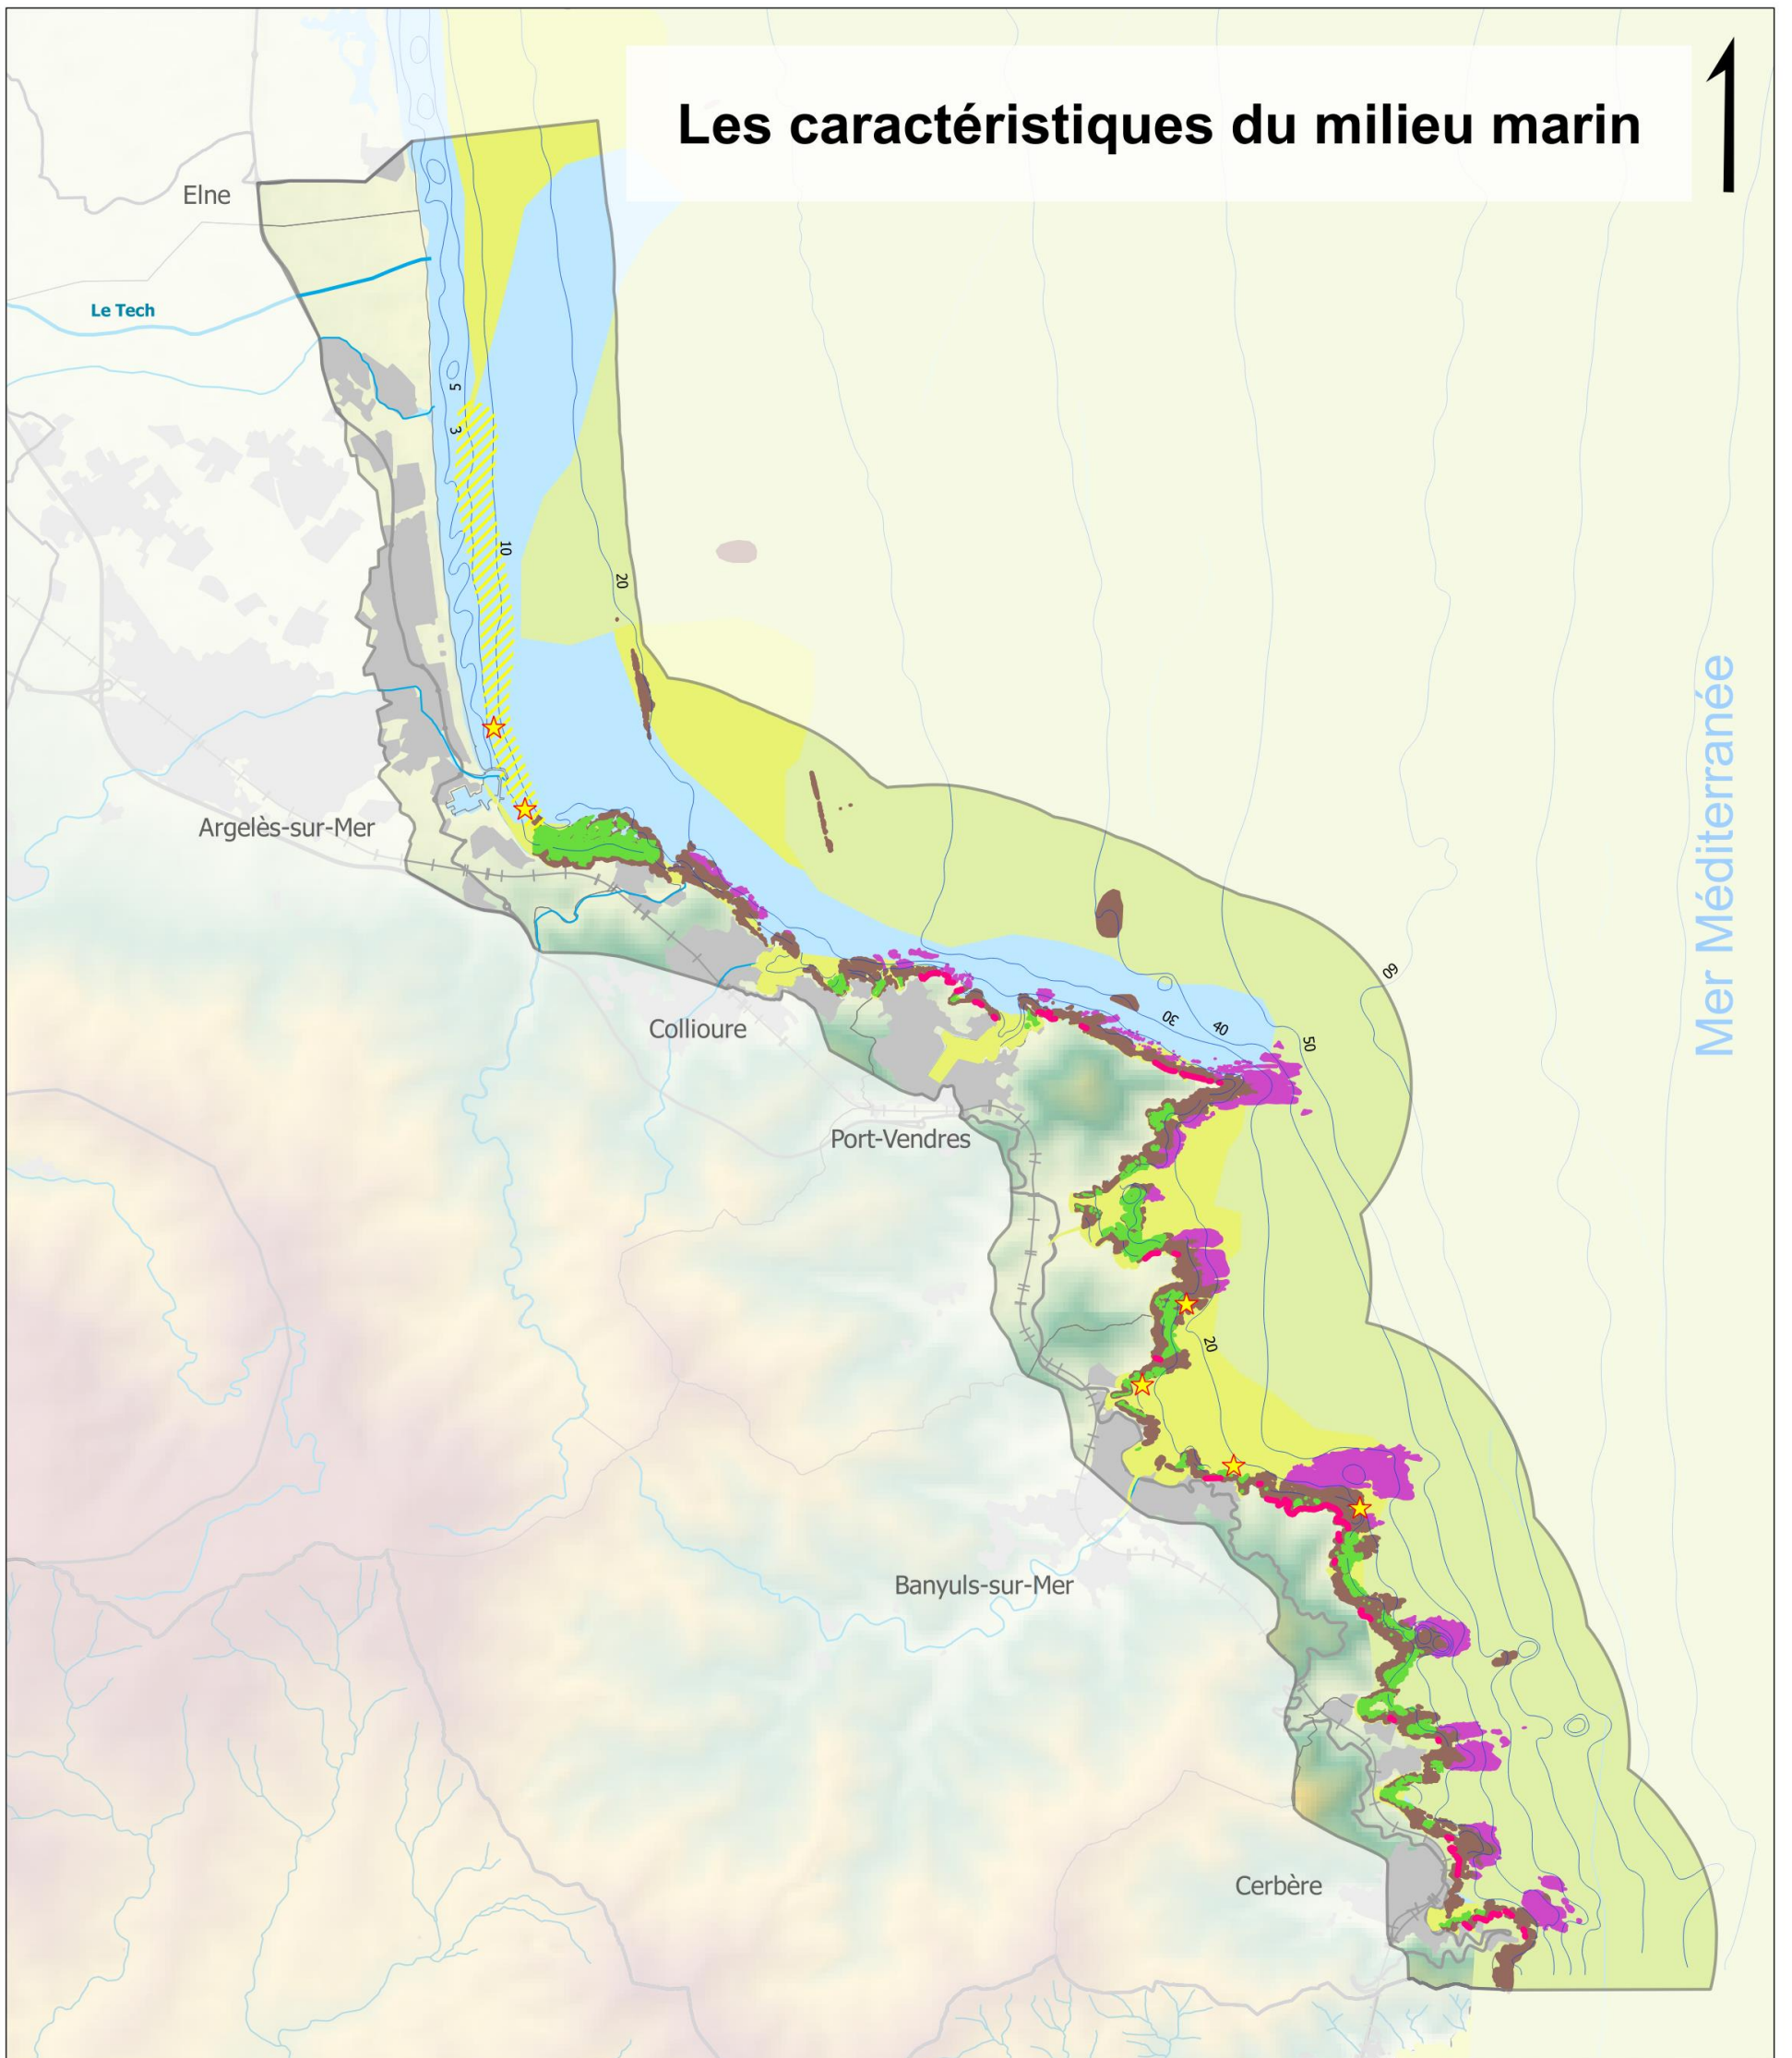 Les caractéristiques du milieu marin
Elne
Le Tech
5
3
10
20
Mer Méditerranée
Argelès-sur-Mer
60
Collioure
30
40
50
Port-Vendres
20
Banyuls-sur-Mer
Cerbère